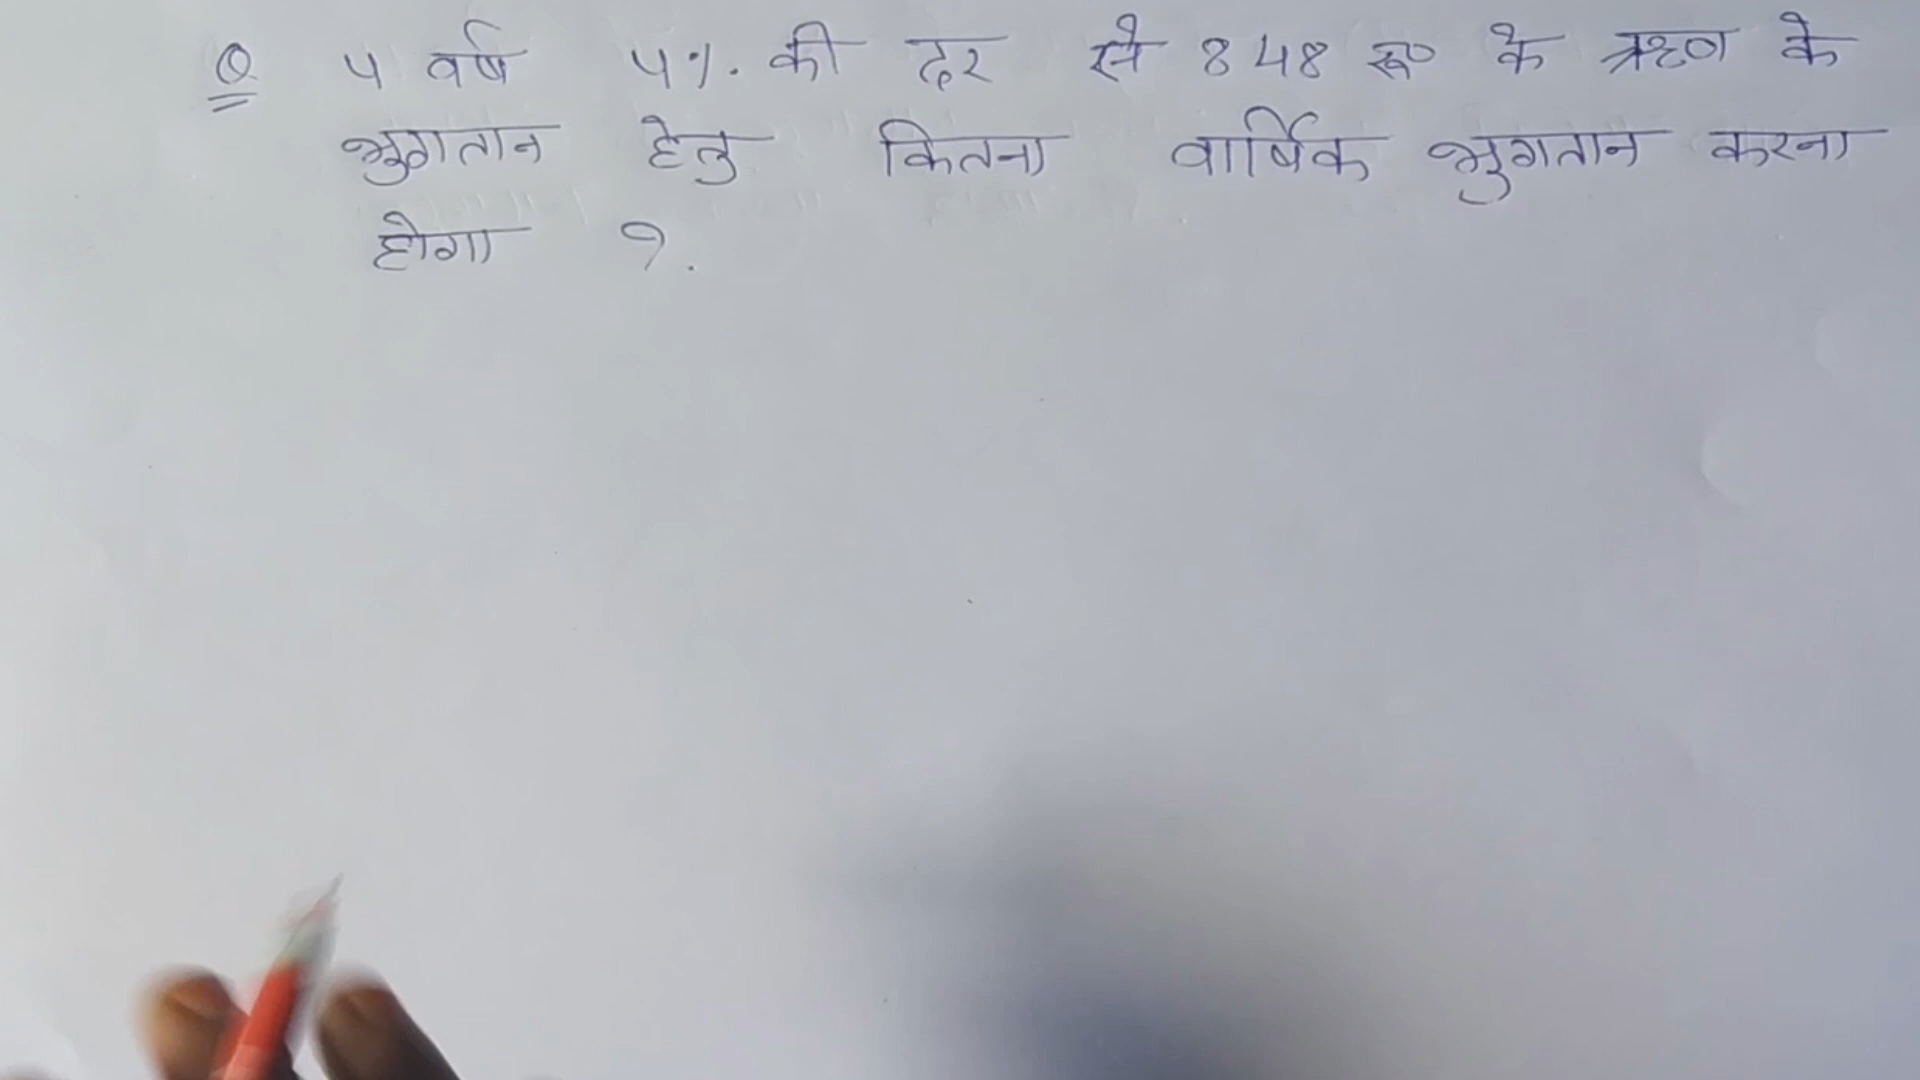 Q 4 वर्ष 4%. की दर से 848 रू० के ऋण के
भुगतान हेतु कितना वार्षिक भुगतान करना
होगा ?.